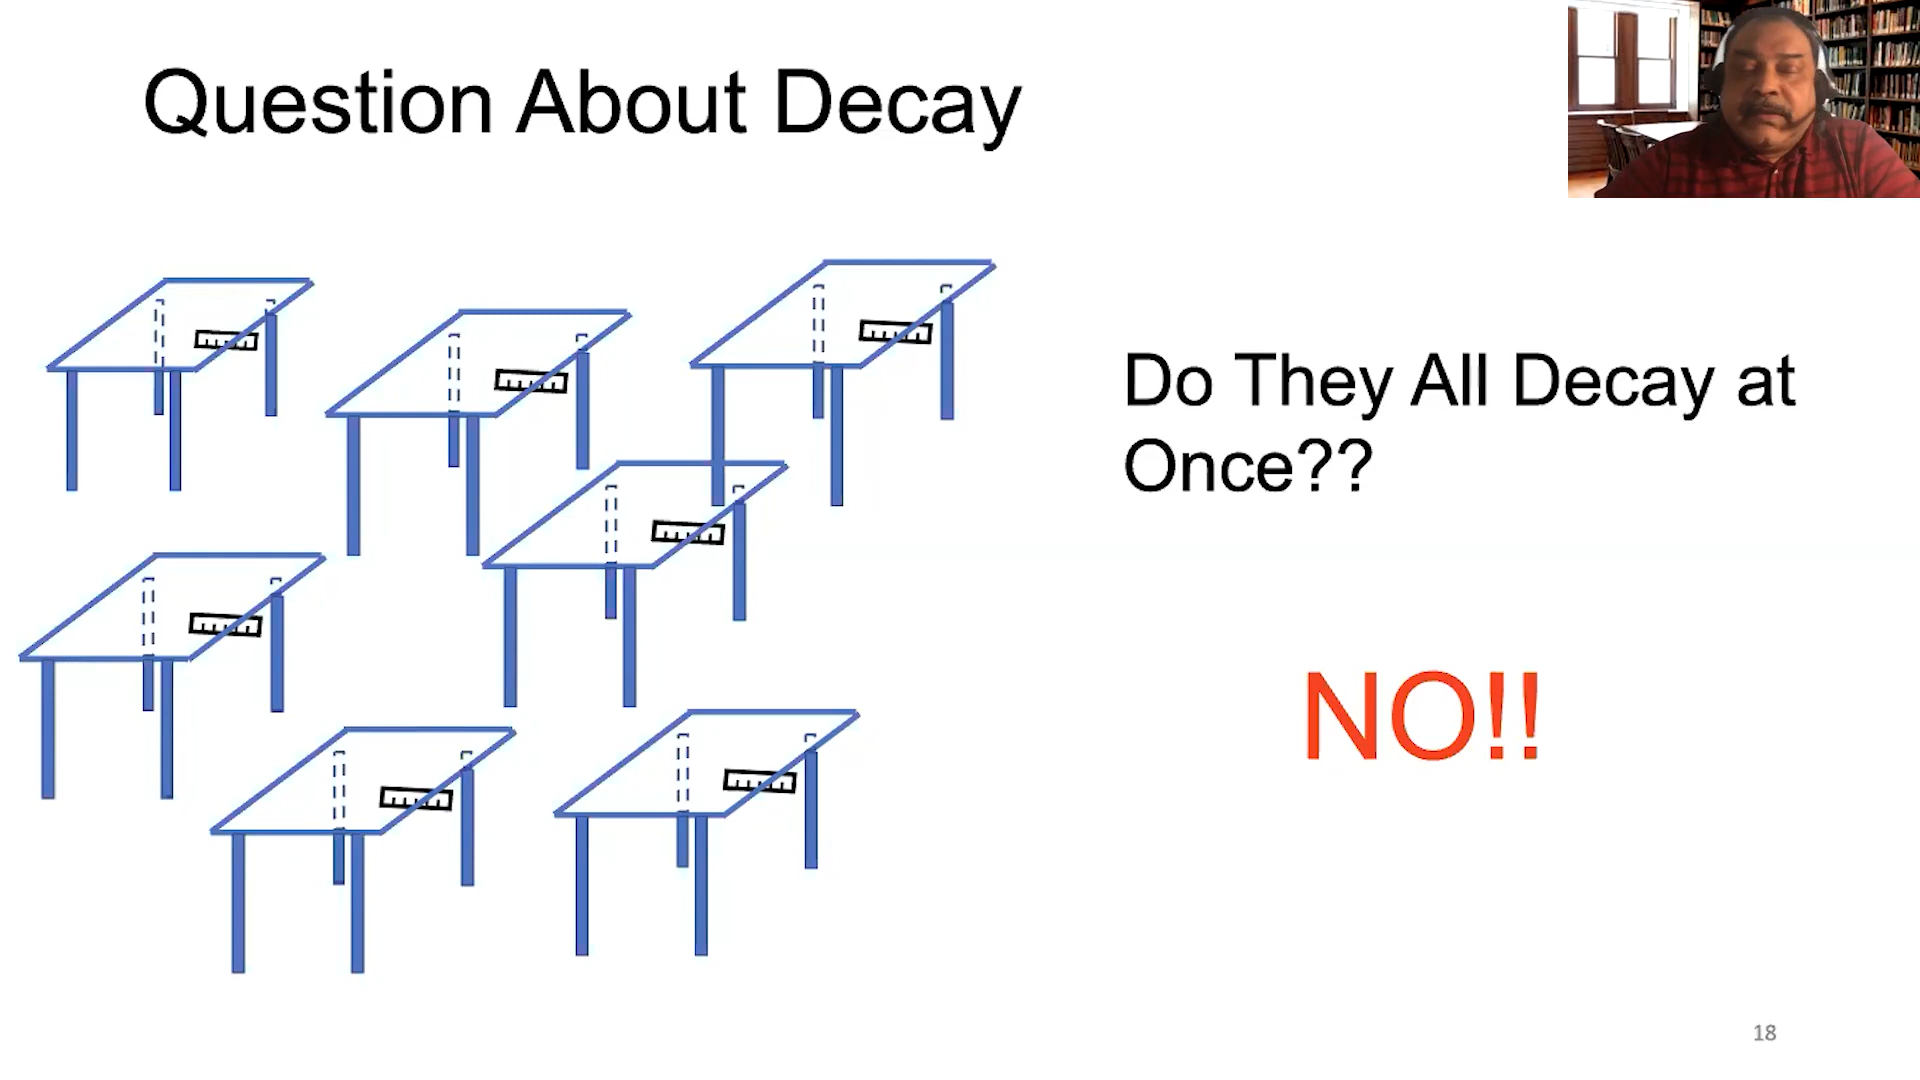 Question About Decay
Do They All Decay at
Once??
NO!!
18